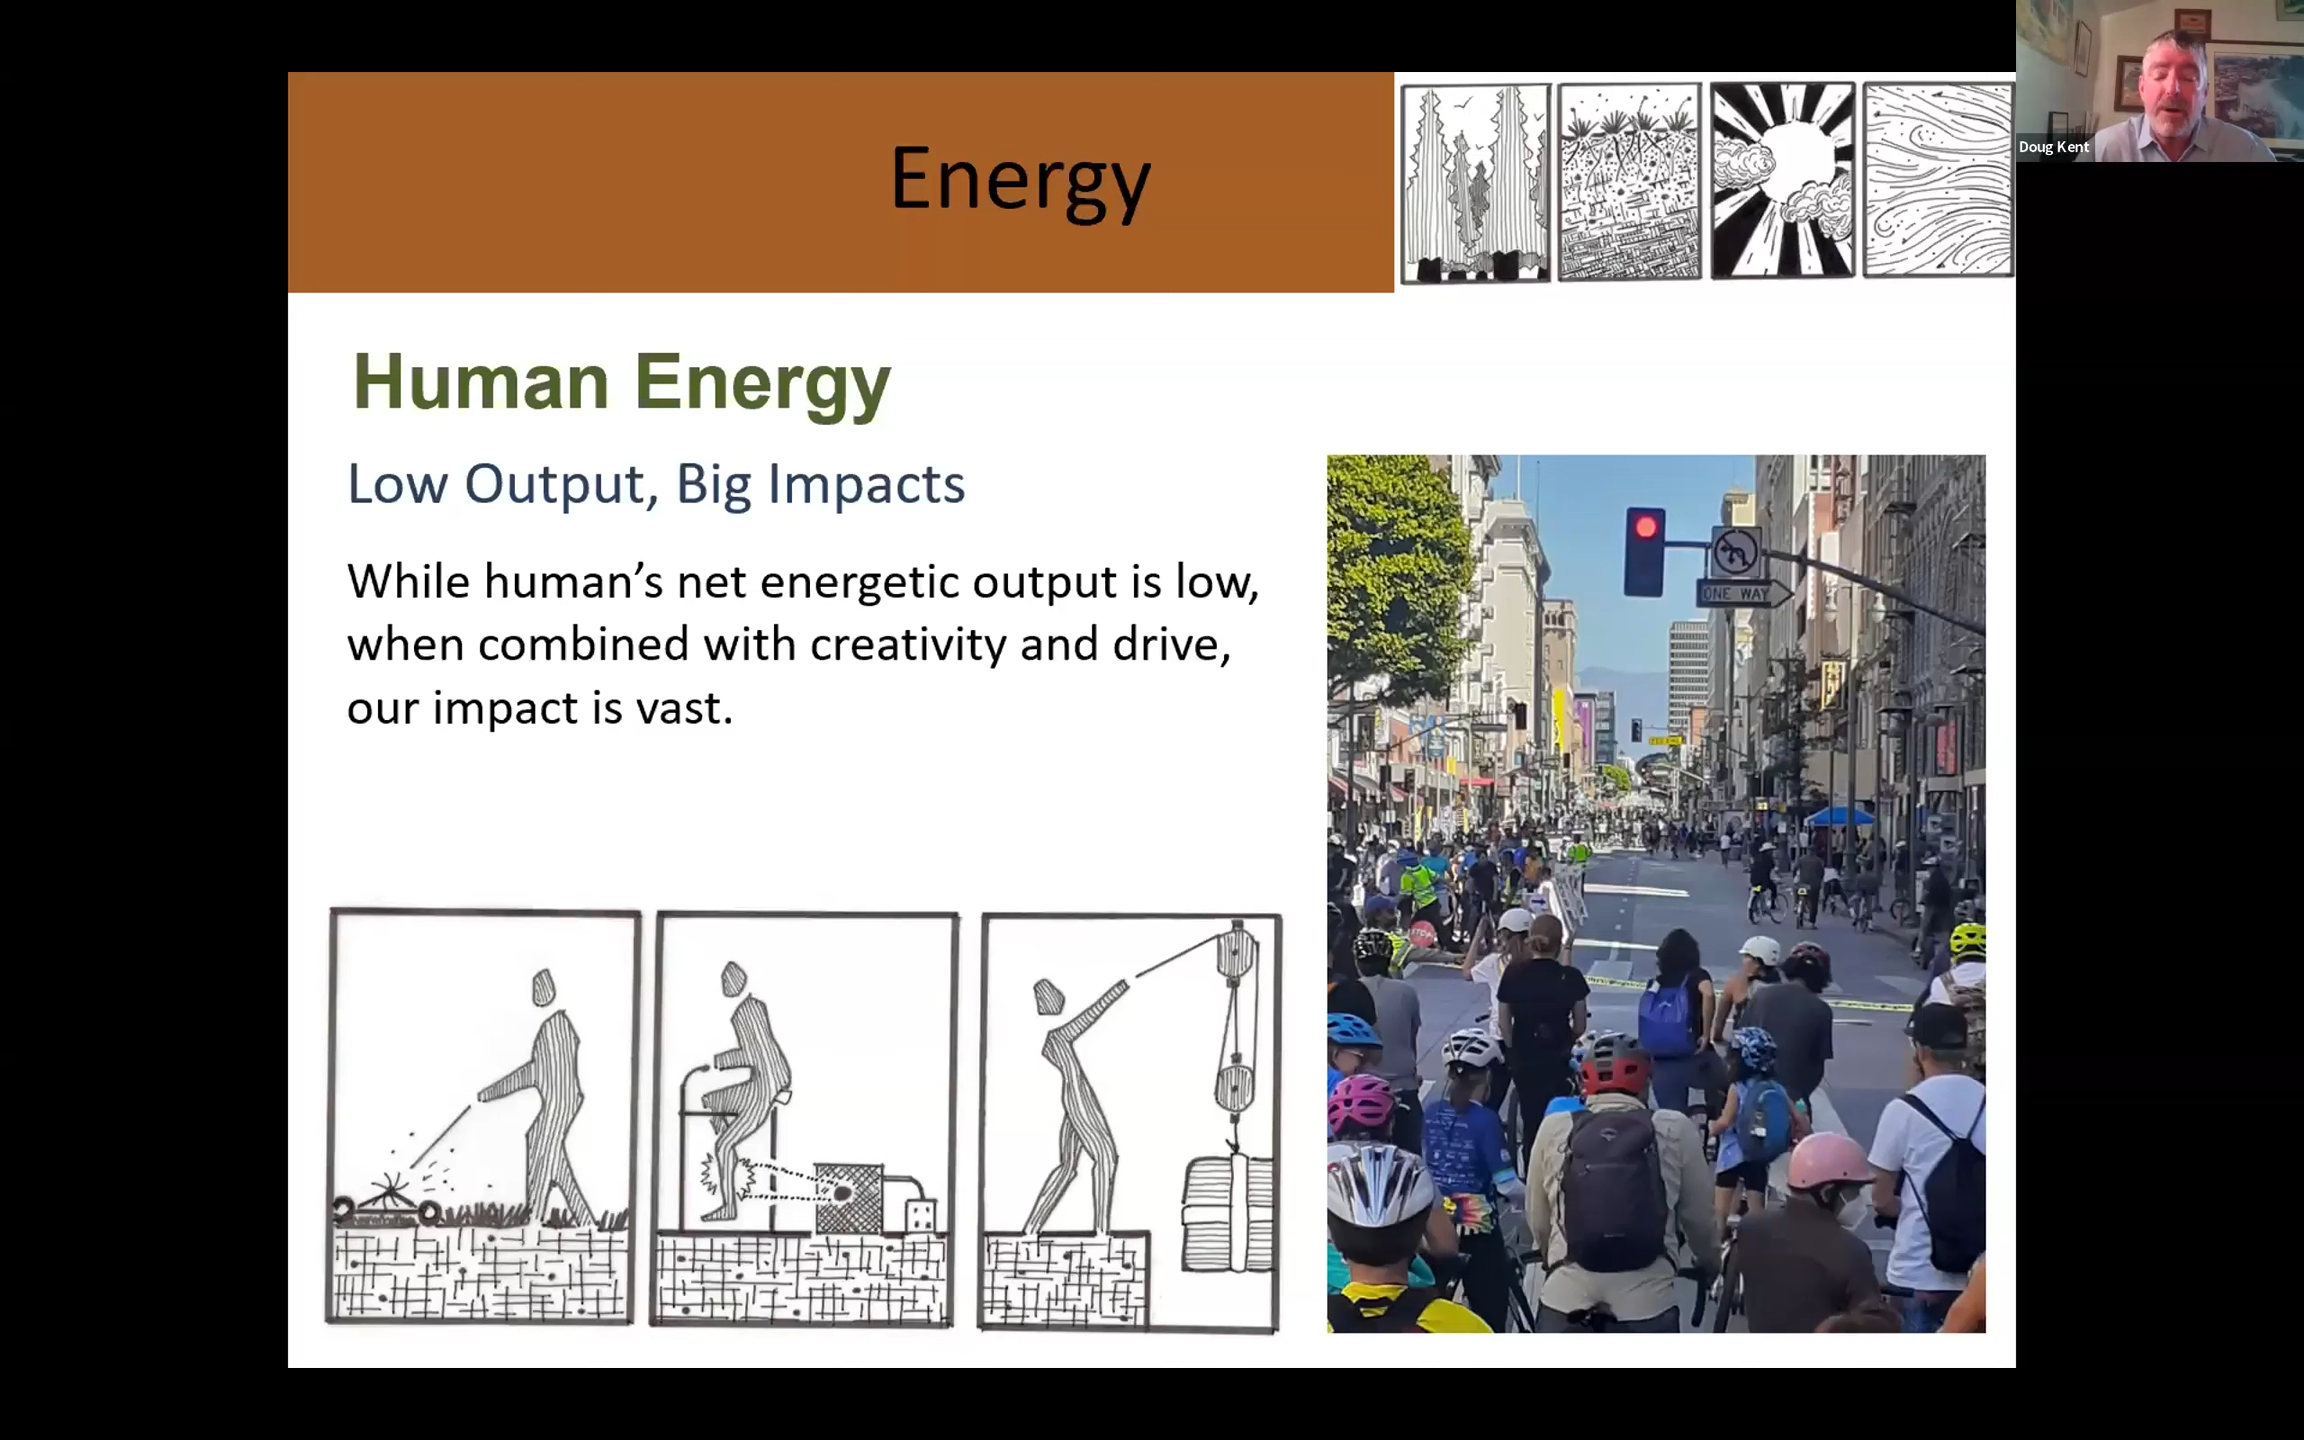 Energy
Doug Kent
Human Energy
Low Output, Big Impacts
While human’s net energetic output is low,
when combined with creativity and drive,
our impact is vast.
ONE WAY
STOP